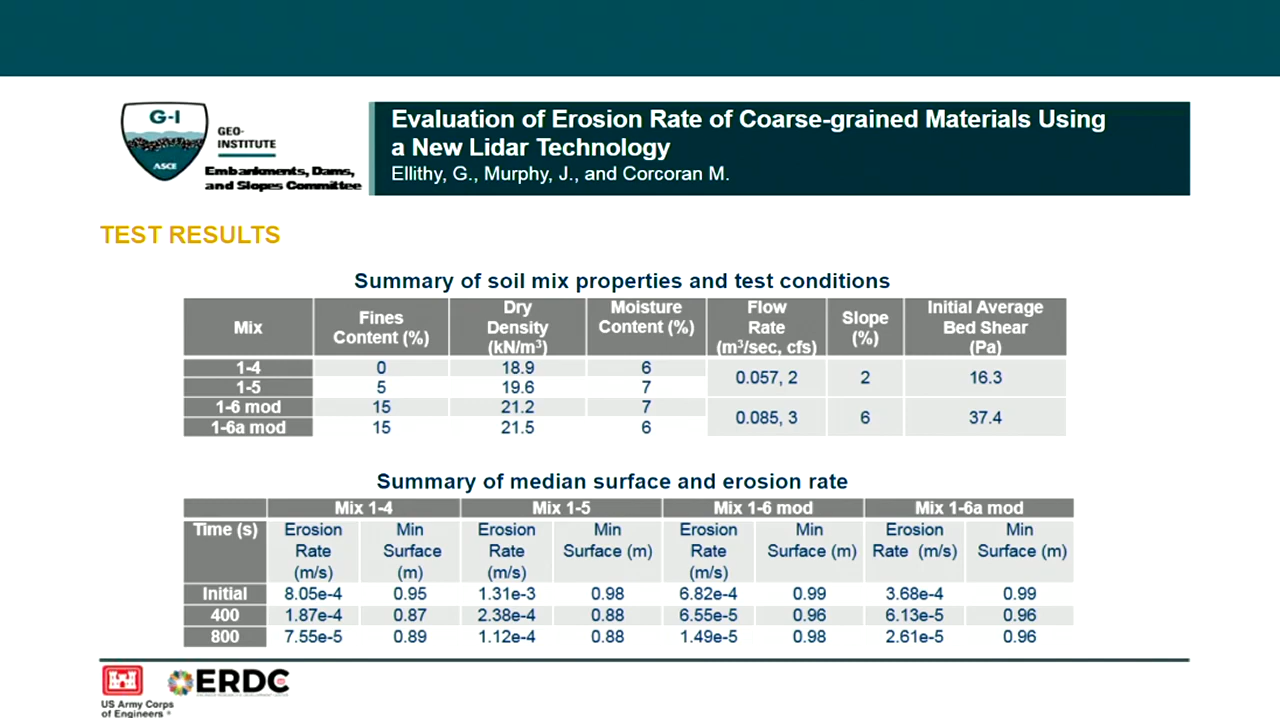 G-I
ASCE
GEO-
INSTITUTE
Embankments, Dams,
and Slopes Committee
Evaluation of Erosion Rate of Coarse-grained Materials Using
a New Lidar Technology
Ellithy, G., Murphy, J., and Corcoran M.
TEST RESULTS
Summary of soil mix properties and test conditions
Mix Fines Content (%) Dry Density (kN/m³) Moisture Content (%) Flow Rate (m³/sec, cfs) Slope (%) Initial Average Bed Shear (Pa)
1-4 0 18.9 6 0.057, 2 2 16.3
1-5 5 19.6 7
1-6 mod 15 21.2 7 0.085, 3 6 37.4
1-6a mod 15 21.5 6
Summary of median surface and erosion rate
Mix 1-4 Mix 1-5 Mix 1-6 mod Mix 1-6a mod
Time (s) Erosion Rate (m/s) Min Surface (m) Erosion Rate (m/s) Min Surface (m) Erosion Rate (m/s) Min Surface (m) Erosion Rate (m/s) Min Surface (m)
Initial 8.05e-4 0.95 1.31e-3 0.98 6.82e-4 0.99 3.68e-4 0.99
400 1.87e-4 0.87 2.38e-4 0.88 6.55e-5 0.96 6.13e-5 0.96
800 7.55e-5 0.89 1.12e-4 0.88 1.49e-5 0.98 2.61e-5 0.96
US Army Corps
of Engineers
ERDC